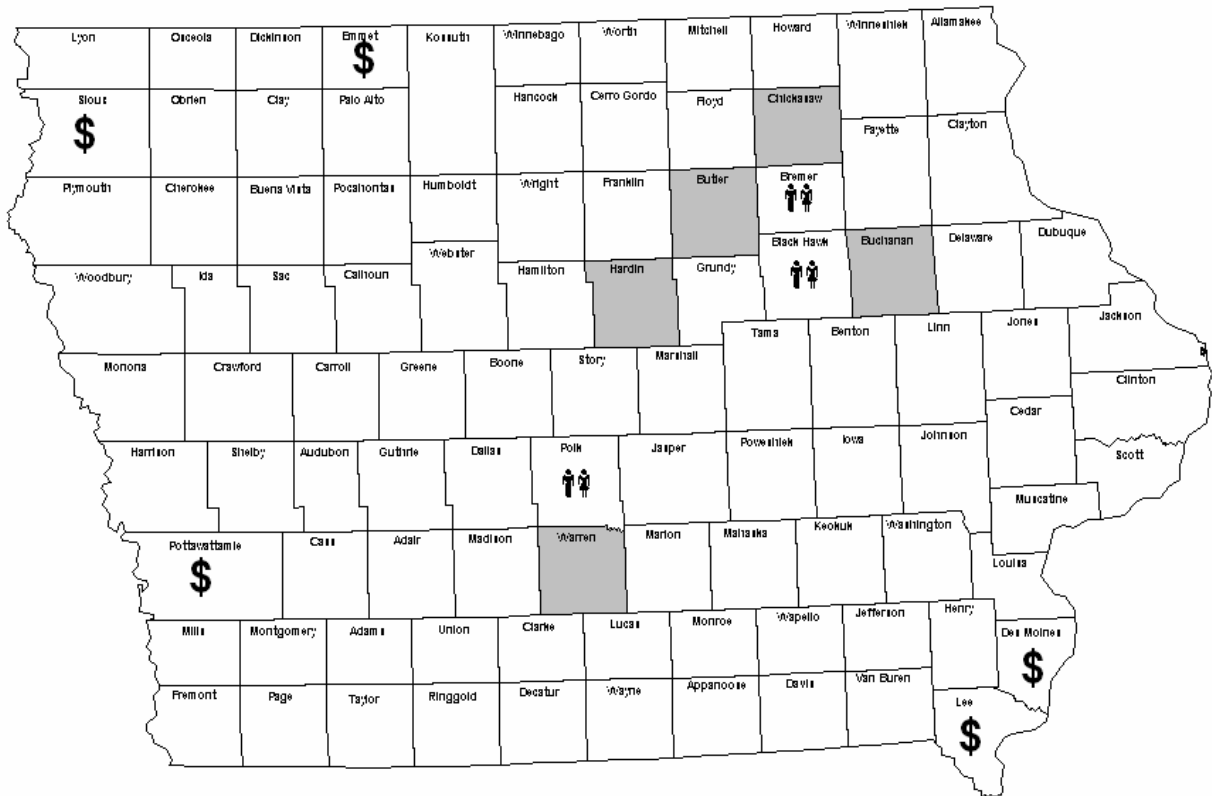 Lyon
Osceola
Dickinson
Emmet
Kossuth
Winnebago
Worth
Mitchell
Howard
Winneshiek
Allamakee
$
Sioux
Obrien
Clay
Palo Alto
Hancock
Cerro Gordo
Floyd
Chickasaw
Fayette
Clayton
$
Plymouth
Cherokee
Buena Vista
Pocahontas
Humboldt
Wright
Franklin
Butler
Bremer
Woodbury
Ida
Sac
Calhoun
Webster
Hamilton
Hardin
Grundy
Black Hawk
Buchanan
Delaware
Dubuque
Monona
Crawford
Carroll
Greene
Boone
Story
Marshall
Tama
Benton
Linn
Jones
Jackson
Clinton
Cedar
Harrison
Shelby
Audubon
Guthrie
Dallas
Polk
Jasper
Poweshiek
Iowa
Johnson
Scott
Muscatine
Pottawattamie
Cass
Adair
Madison
Warren
Marion
Mahaska
Keokuk
Washington
Louisa
$
Mills
Montgomery
Adams
Union
Clarke
Lucas
Monroe
Wapello
Jefferson
Henry
Des Moines
$
Fremont
Page
Taylor
Ringgold
Decatur
Wayne
Appanoose
Davis
Van Buren
Lee
$